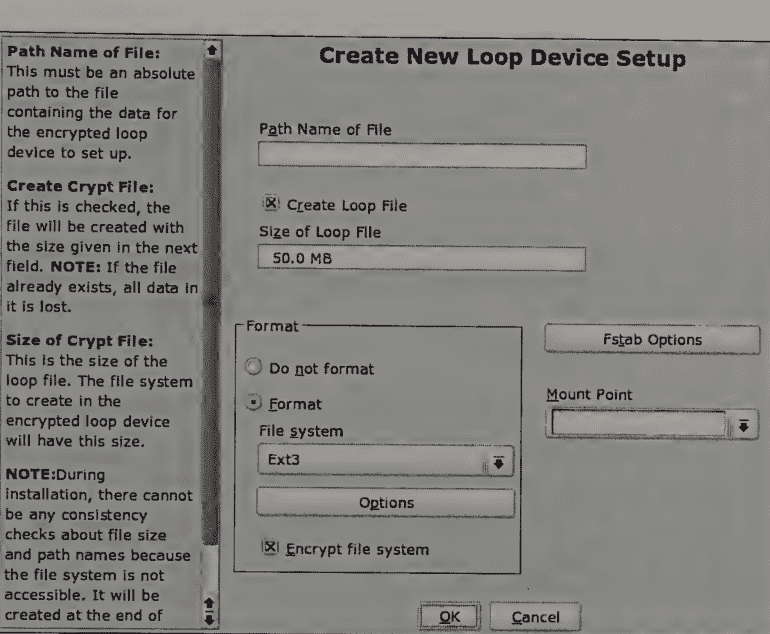 Path Name of File:
This must be an absolute
path to the file
containing the data for
the encrypted loop
device to set up.
Create Crypt File:
If this is checked, the
file will be created with
the size given in the next
field. NOTE: If the file
already exists, all data in
it is lost.
Size of Crypt File:
This is the size of the
loop file. The file system
to create in the
encrypted loop device
will have this size.
NOTE:During
installation, there cannot
be any consistency
checks about file size
and path names because
the file system is not
accessible. It will be
created at the end of
Create New Loop Device Setup
Path Name of File
Create Loop File
Size of Loop File
50.0 MB
Format
Do not format
Format
File system
Ext3
Options
Encrypt file system
Fstab Options
Mount Point
OK
Cancel